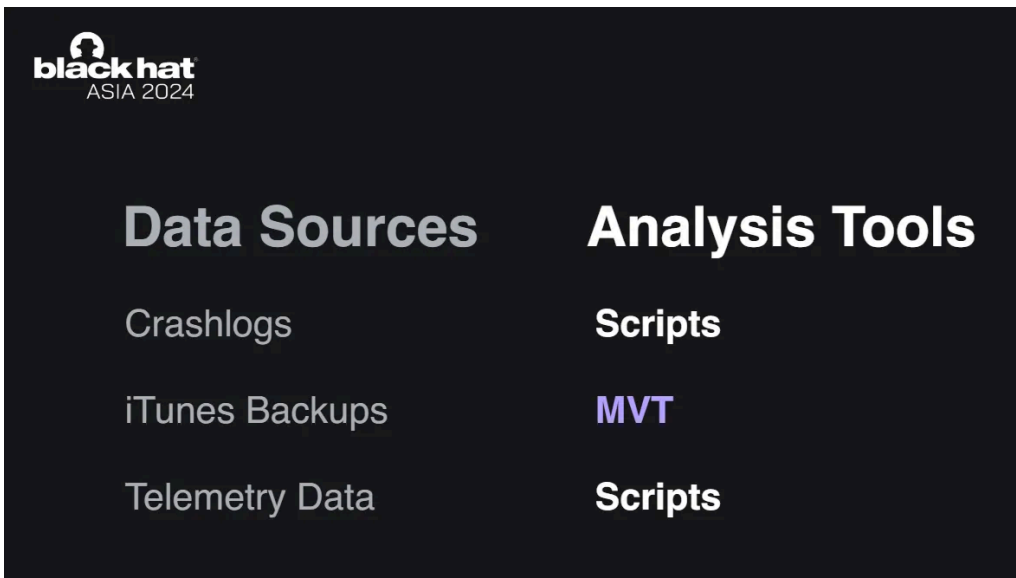 black hat
ASIA 2024
Data Sources Analysis Tools
Crashlogs Scripts
iTunes Backups MVT
Telemetry Data Scripts